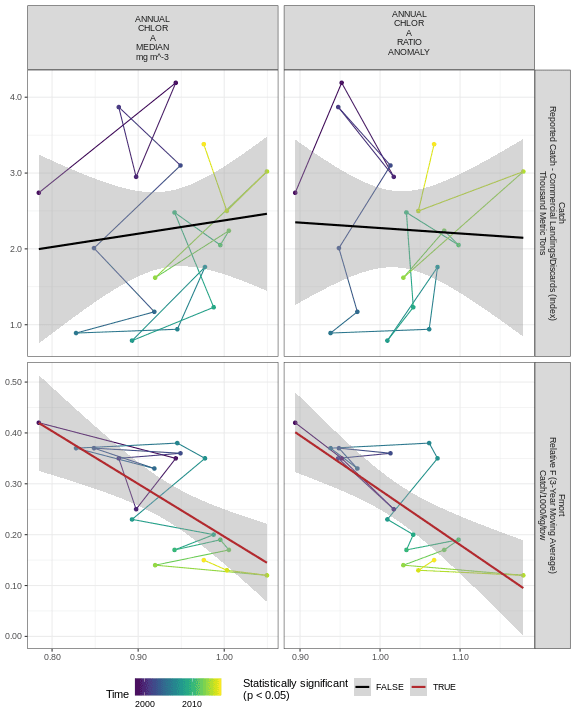 ANNUAL
CHLOR
A
MEDIAN
mg m^-3
ANNUAL
CHLOR
A
RATIO
ANOMALY
4.0
3.0
2.0
1.0
Catch
Reported Catch - Commercial Landings/Discards (Index)
Thousand Metric Tons
0.50
0.40
0.30
0.20
0.10
0.00
Fmort
Relative F (3-Year Moving Average)
Catch/1000/kg/tow
0.80
0.90
1.00
0.90
1.00
1.10
Time
2000
2010
Statistically significant
(p < 0.05)
FALSE
TRUE